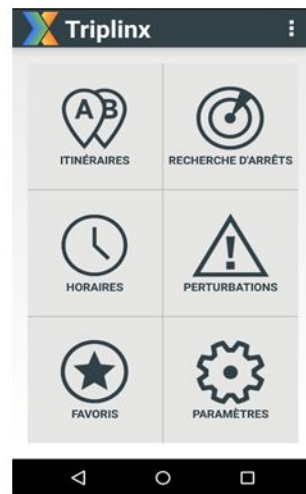 Triplinx
A B
ITINÉRAIRES
RECHERCHE D'ARRÊTS
HORAIRES
PERTURBATIONS
FAVORIS
PARAMÈTRES